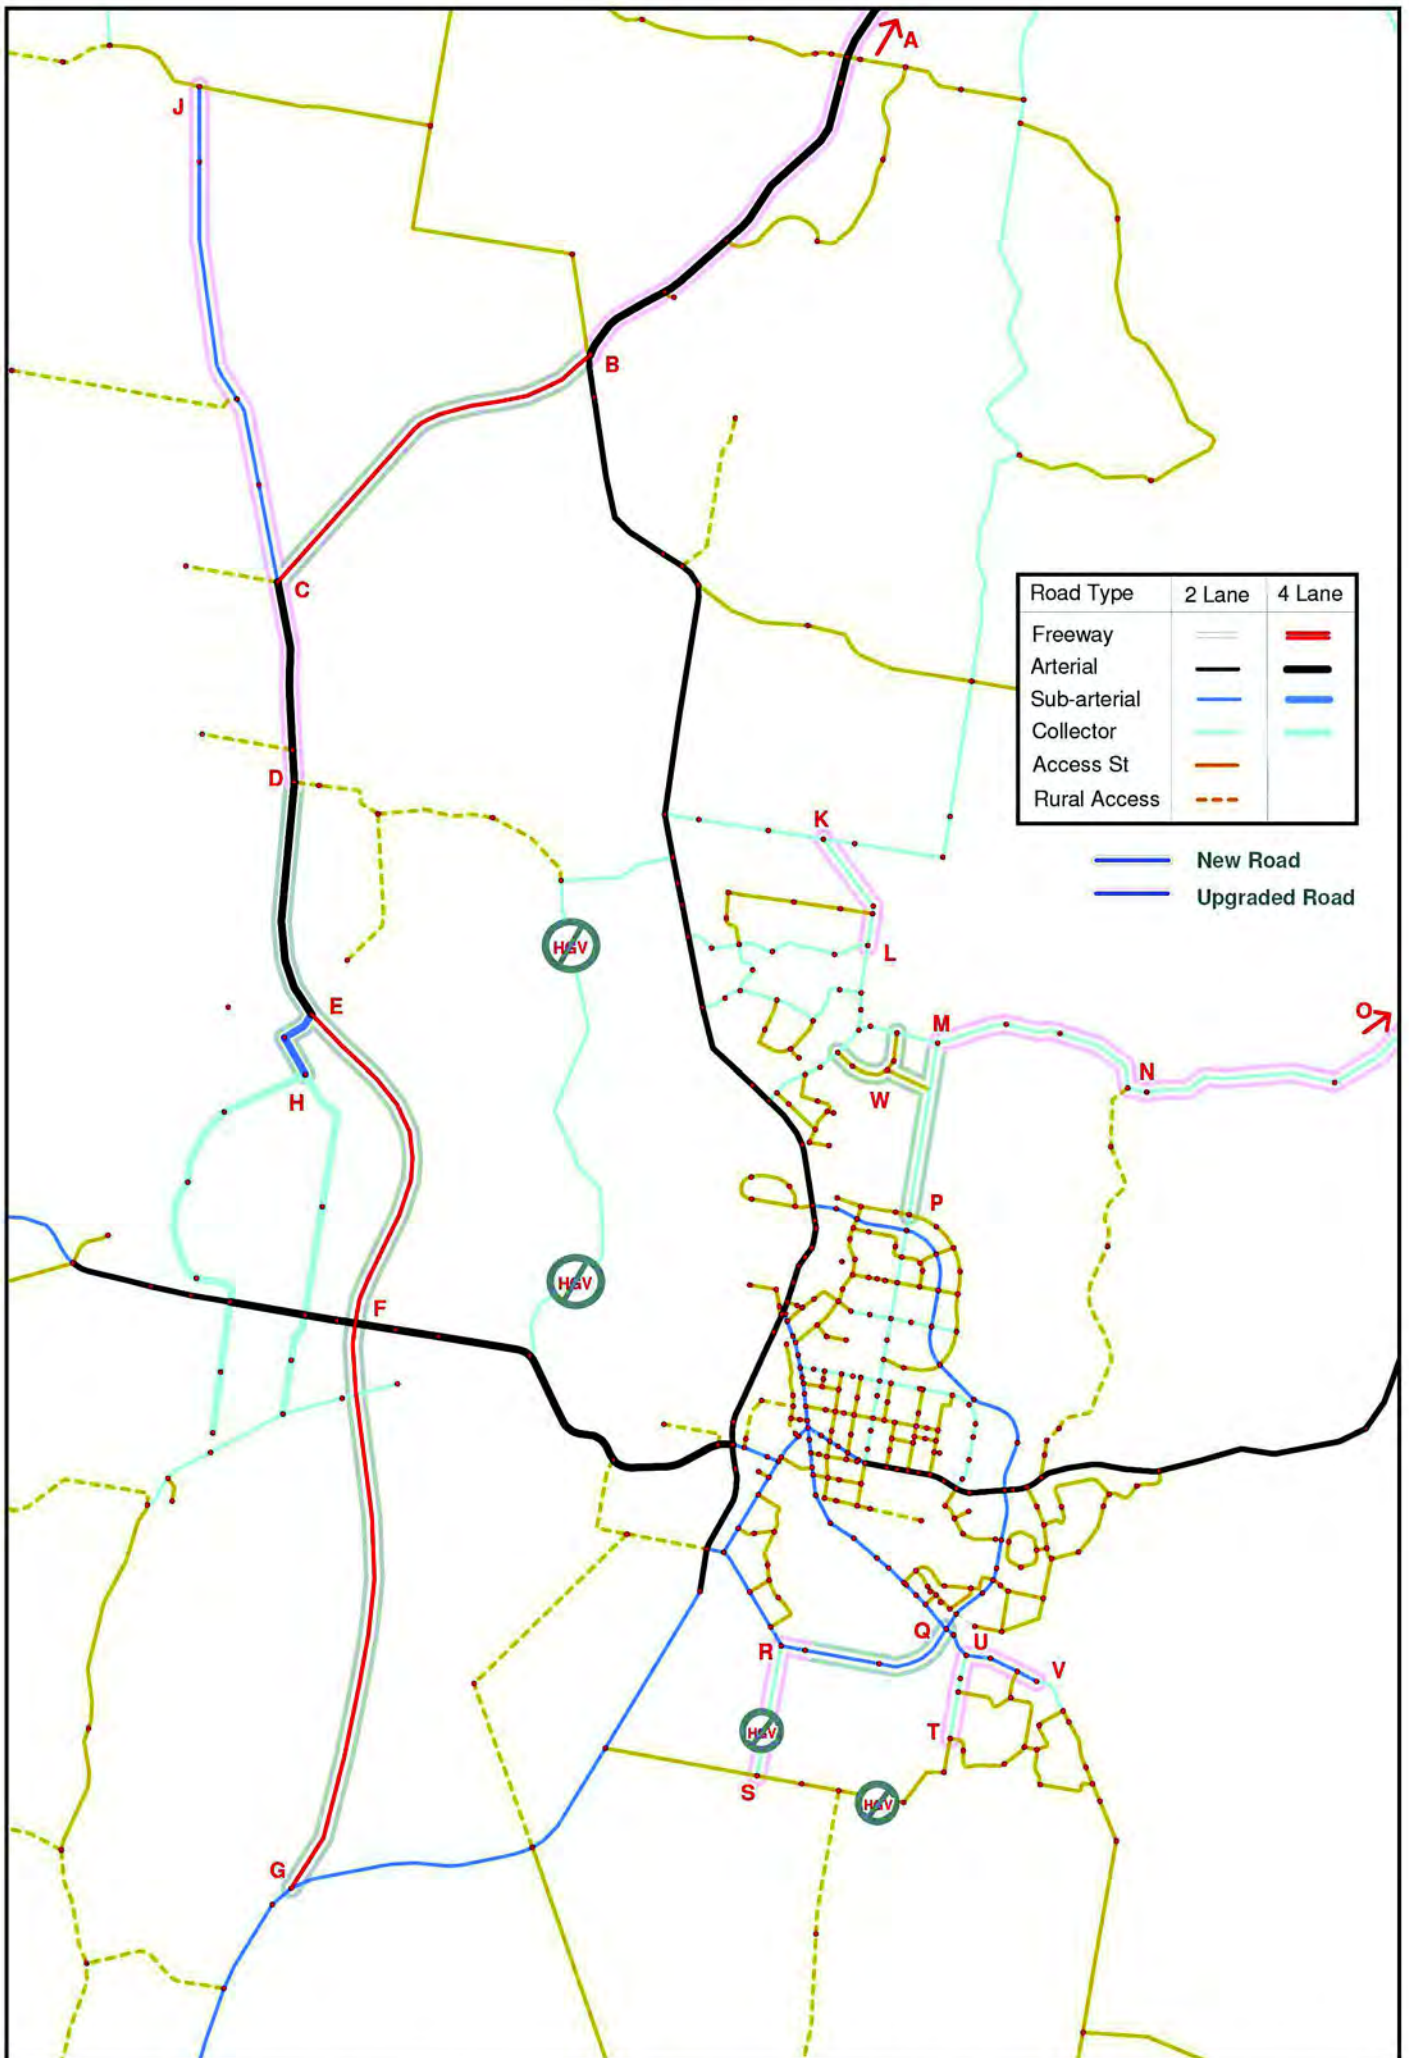 A
J
B
C
Road Type 2 Lane 4 Lane
Freeway
Arterial
Sub-arterial
Collector
Access St
Rural Access
D
K
New Road
Upgraded Road
HGV
L
E
O
M
N
H
W
P
HGV
F
Q
U
R
V
HGV
T
S
HGV
G